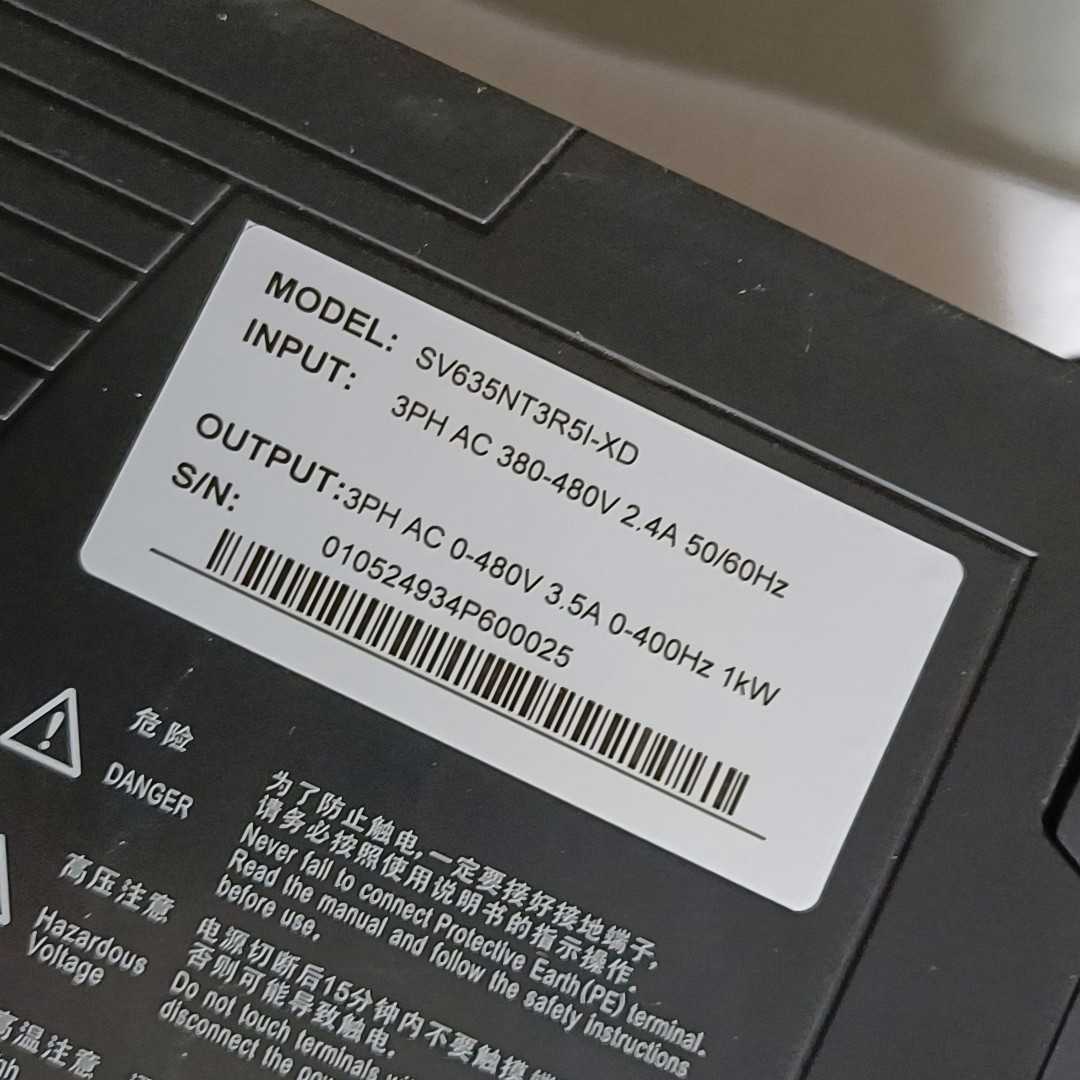 MODEL: SV635NT3R5I-XD
INPUT: 3PH AC 380-480V 2.4A 50/60Hz
OUTPUT:3PH AC 0-480V 3.5A 0-400Hz 1kW
S/N: 010524934P600025
危险
DANGER
为了防止触电,一定要接好接地端子,
请务必按照使用说明书的指示操作.
Never fail to connect Protective Earth(PE) terminal.
Read the manual and follow the safety instructions
before use.
高压注意
Hazardous
Voltage
电源切断后15分钟内不要触摸端
否则可能导致触电.
Do not touch terminals
disconnect the
高温注意